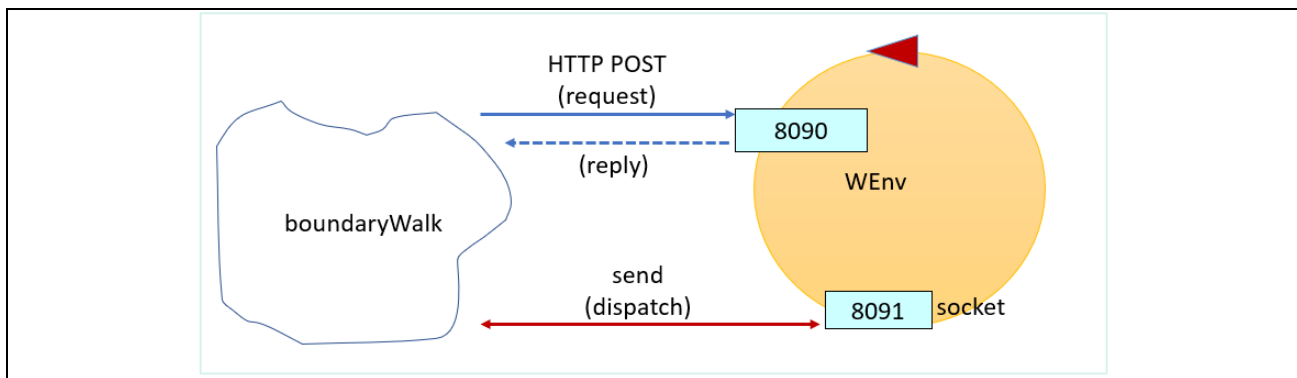 HTTP POST
(request)
8090
(reply)
WEnv
boundaryWalk
send
(dispatch)
8091
socket